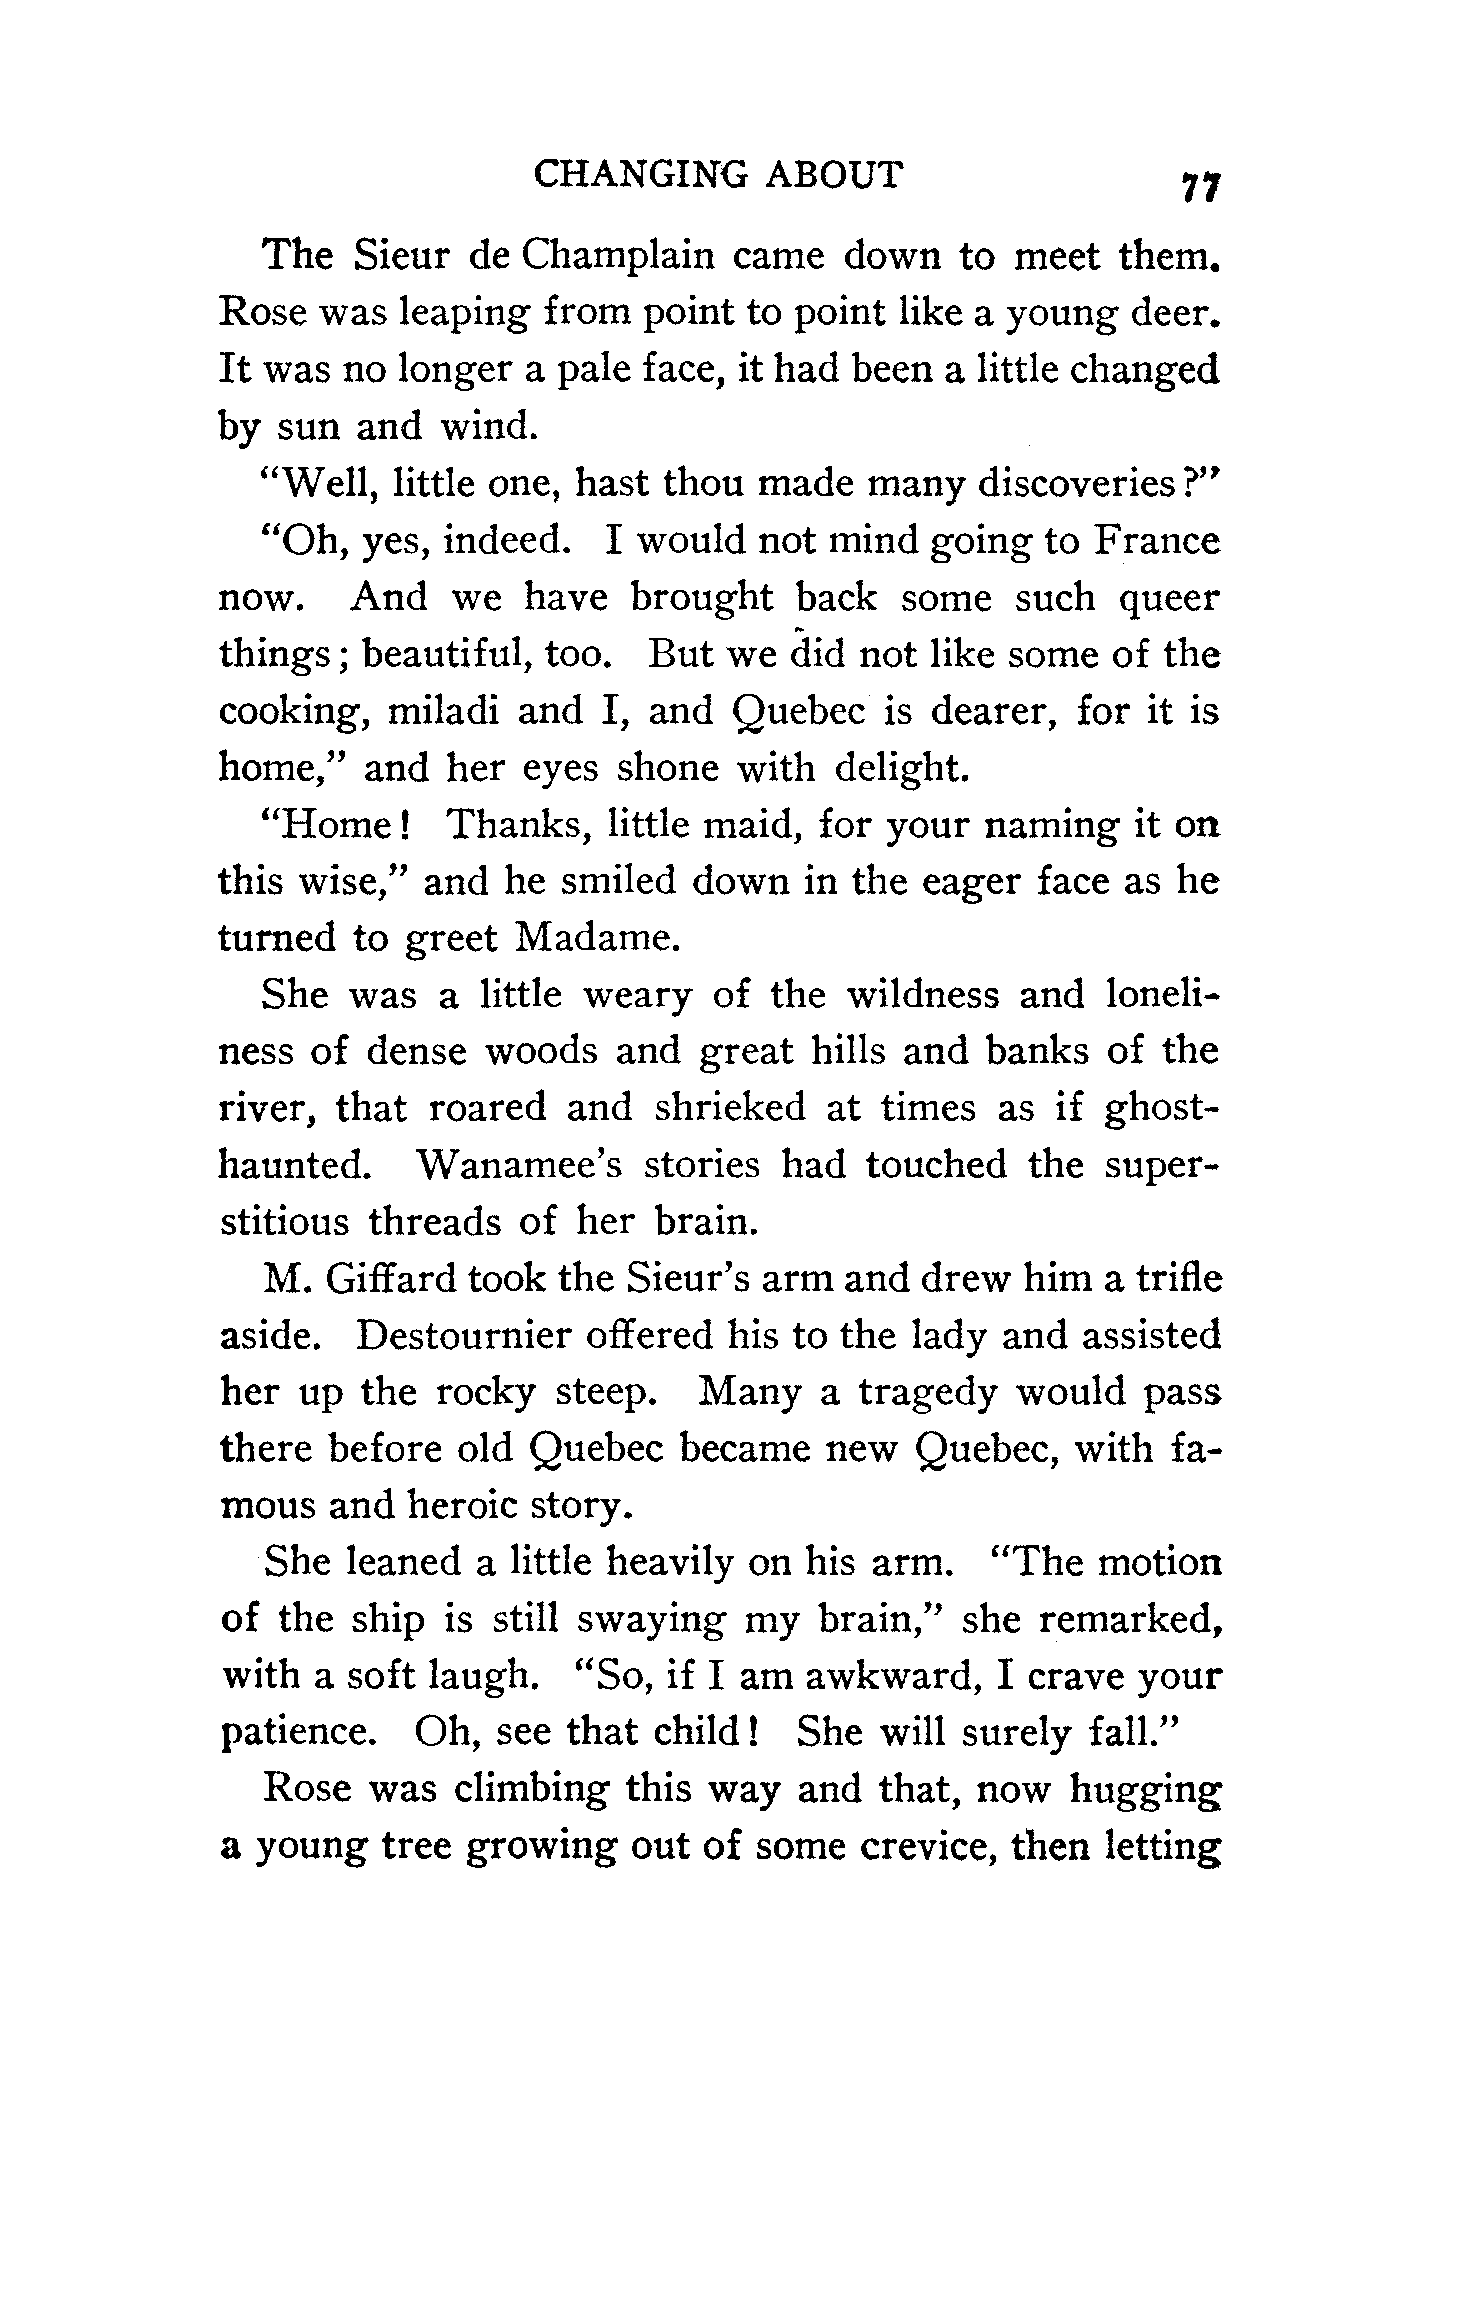 CHANGING ABOUT 77
The Sieur de Champlain came down to meet them.
Rose was leaping from point to point like a young deer.
It was no longer a pale face, it had been a little changed
by sun and wind.
“Well, little one, hast thou made many discoveries?”
“Oh, yes, indeed. I would not mind going to France
now. And we have brought back some such queer
things; beautiful, too. But we did not like some of the
cooking, miladi and I, and Quebec is dearer, for it is
home,” and her eyes shone with delight.
“Home! Thanks, little maid, for your naming it on
this wise,” and he smiled down in the eager face as he
turned to greet Madame.
She was a little weary of the wildness and loneli-
ness of dense woods and great hills and banks of the
river, that roared and shrieked at times as if ghost-
haunted. Wanamee’s stories had touched the super-
stitious threads of her brain.
M. Giffard took the Sieur’s arm and drew him a trifle
aside. Destournier offered his to the lady and assisted
her up the rocky steep. Many a tragedy would pass
there before old Quebec became new Quebec, with fa-
mous and heroic story.
She leaned a little heavily on his arm. “The motion
of the ship is still swaying my brain,” she remarked,
with a soft laugh. “So, if I am awkward, I crave your
patience. Oh, see that child! She will surely fall.”
Rose was climbing this way and that, now hugging
a young tree growing out of some crevice, then letting